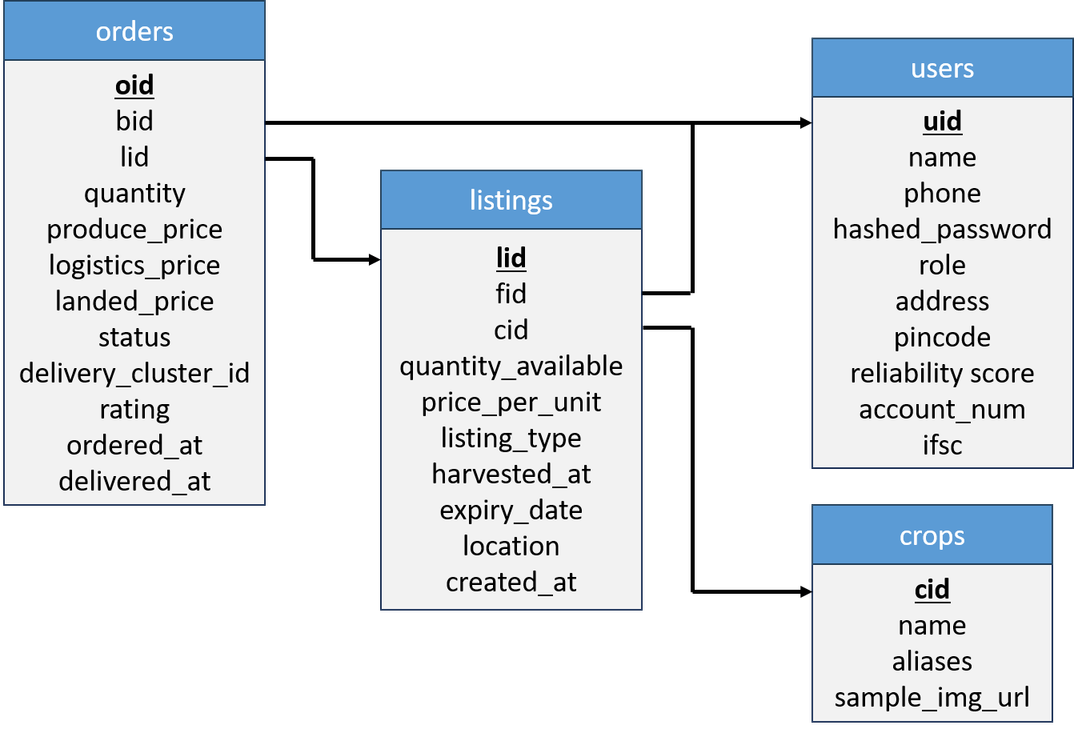 orders
oid
bid
lid
quantity
produce_price
logistics_price
landed_price
status
delivery_cluster_id
rating
ordered_at
delivered_at
listings
lid
fid
cid
quantity_available
price_per_unit
listing_type
harvested_at
expiry_date
location
created_at
users
uid
name
phone
hashed_password
role
address
pincode
reliability score
account_num
ifsc
crops
cid
name
aliases
sample_img_url